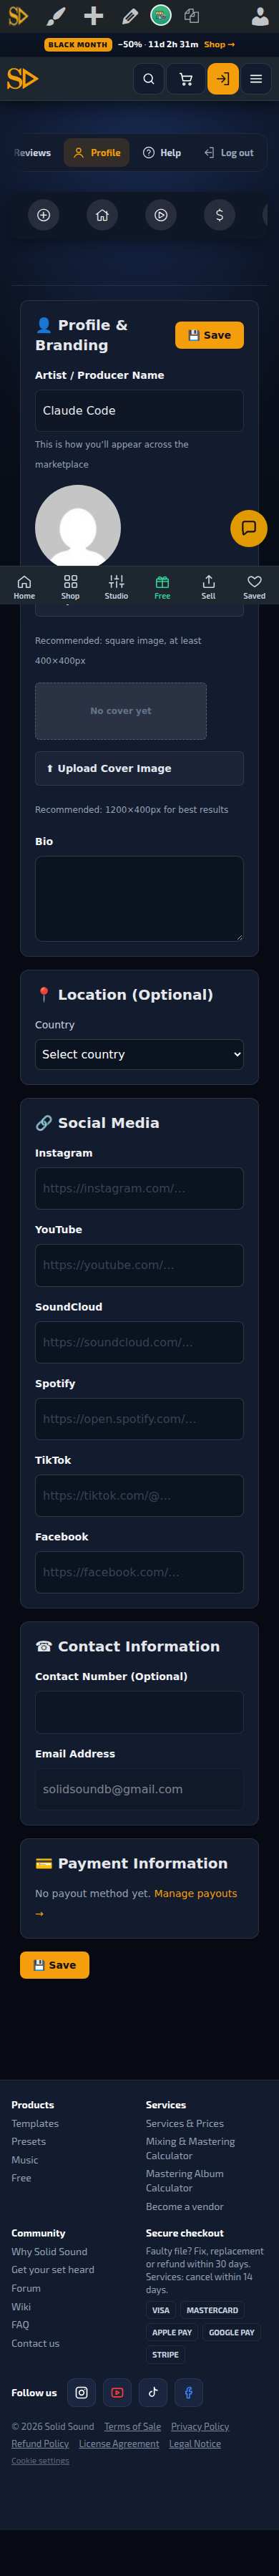 BLACK MONTH −50% · 11d 2h 31m Shop →
Reviews Profile Help Log out
Profile &
Branding
Save
Artist / Producer Name
Claude Code
This is how you'll appear across the
marketplace
Home Shop Studio Free Sell Saved
Recommended: square image, at least
400×400px
No cover yet
⬆ Upload Cover Image
Recommended: 1200×400px for best results
Bio
Location (Optional)
Country
Select country
Social Media
Instagram
https://instagram.com/...
YouTube
https://youtube.com/...
SoundCloud
https://soundcloud.com/...
Spotify
https://open.spotify.com/...
TikTok
https://tiktok.com/@...
Facebook
https://facebook.com/...
Contact Information
Contact Number (Optional)
Email Address
solidsoundb@gmail.com
Payment Information
No payout method yet. Manage payouts
→
Save
Products
Templates
Presets
Music
Free
Services
Services & Prices
Mixing & Mastering
Calculator
Mastering Album
Calculator
Become a vendor
Community
Why Solid Sound
Get your set heard
Forum
Wiki
FAQ
Contact us
Secure checkout
Faulty file? Fix, replacement
or refund within 30 days.
Services: cancel within 14
days.
VISA MASTERCARD
APPLE PAY GOOGLE PAY
STRIPE
Follow us
© 2026 Solid Sound Terms of Sale Privacy Policy
Refund Policy License Agreement Legal Notice
Cookie settings